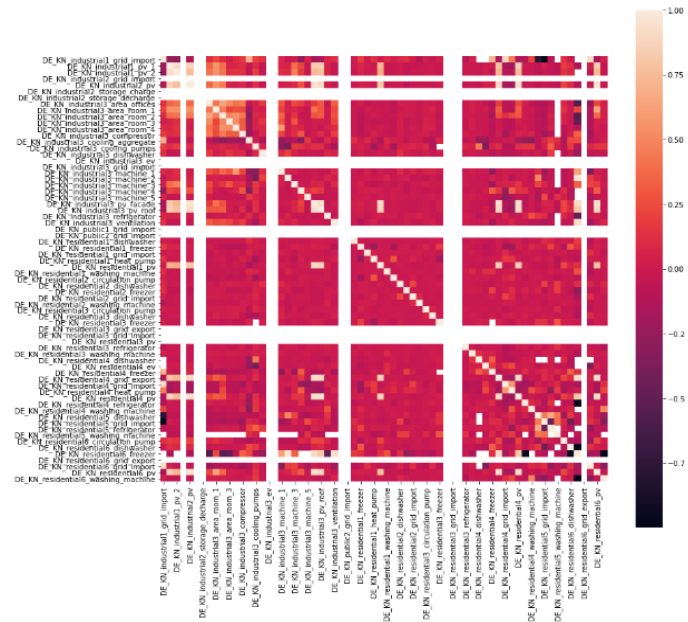 1.00
0.75
0.50
0.25
0.00
-0.2
-0.5
-0.7
DE_KN_industrial1_grid_import
DE_KN_industrial1_pv_1
DE_KN_industrial1_pv_2
DE_KN_industrial2_grid_import
DE_KN_industrial2_pv
DE_KN_industrial2_storage_charge
DE_KN_industrial2_storage_decharge
DE_KN_industrial3_area_offices
DE_KN_industrial3_area_room_1
DE_KN_industrial3_area_room_2
DE_KN_industrial3_area_room_3
DE_KN_industrial3_area_room_4
DE_KN_industrial3_compressor
DE_KN_industrial3_cooling_aggregate
DE_KN_industrial3_cooling_pumps
DE_KN_industrial3_dishwasher
DE_KN_industrial3_ev
DE_KN_industrial3_grid_import
DE_KN_industrial3_machine_1
DE_KN_industrial3_machine_2
DE_KN_industrial3_machine_3
DE_KN_industrial3_machine_4
DE_KN_industrial3_machine_5
DE_KN_industrial3_pv_facade
DE_KN_industrial3_pv_roof
DE_KN_industrial3_refrigerator
DE_KN_industrial3_ventilation
DE_KN_public1_grid_import
DE_KN_public2_grid_import
DE_KN_residential1_dishwasher
DE_KN_residential1_freezer
DE_KN_residential1_grid_import
DE_KN_residential1_heat_pump
DE_KN_residential1_pv
DE_KN_residential1_washing_machine
DE_KN_residential2_circulation_pump
DE_KN_residential2_dishwasher
DE_KN_residential2_freezer
DE_KN_residential2_grid_import
DE_KN_residential2_washing_machine
DE_KN_residential3_circulation_pump
DE_KN_residential3_dishwasher
DE_KN_residential3_freezer
DE_KN_residential3_grid_export
DE_KN_residential3_grid_import
DE_KN_residential3_pv
DE_KN_residential3_refrigerator
DE_KN_residential3_washing_machine
DE_KN_residential4_dishwasher
DE_KN_residential4_ev
DE_KN_residential4_freezer
DE_KN_residential4_grid_export
DE_KN_residential4_grid_import
DE_KN_residential4_heat_pump
DE_KN_residential4_pv
DE_KN_residential4_refrigerator
DE_KN_residential4_washing_machine
DE_KN_residential5_dishwasher
DE_KN_residential5_grid_import
DE_KN_residential5_refrigerator
DE_KN_residential5_washing_machine
DE_KN_residential6_circulation_pump
DE_KN_residential6_dishwasher
DE_KN_residential6_freezer
DE_KN_residential6_grid_export
DE_KN_residential6_grid_import
DE_KN_residential6_pv
DE_KN_residential6_washing_machine
DE_KN_industrial1_grid_import
DE_KN_industrial1_pv_2
DE_KN_industrial2_pv
DE_KN_industrial2_storage_decharge
DE_KN_industrial3_area_room_1
DE_KN_industrial3_area_room_3
DE_KN_industrial3_compressor
DE_KN_industrial3_cooling_pumps
DE_KN_industrial3_ev
DE_KN_industrial3_machine_1
DE_KN_industrial3_machine_3
DE_KN_industrial3_machine_5
DE_KN_industrial3_pv_roof
DE_KN_industrial3_ventilation
DE_KN_public2_grid_import
DE_KN_residential1_freezer
DE_KN_residential1_heat_pump
DE_KN_residential1_washing_machine
DE_KN_residential2_dishwasher
DE_KN_residential2_grid_import
DE_KN_residential3_circulation_pump
DE_KN_residential3_freezer
DE_KN_residential3_grid_import
DE_KN_residential3_refrigerator
DE_KN_residential4_dishwasher
DE_KN_residential4_freezer
DE_KN_residential4_grid_import
DE_KN_residential4_pv
DE_KN_residential4_washing_machine
DE_KN_residential5_grid_import
DE_KN_residential5_washing_machine
DE_KN_residential6_dishwasher
DE_KN_residential6_grid_export
DE_KN_residential6_pv